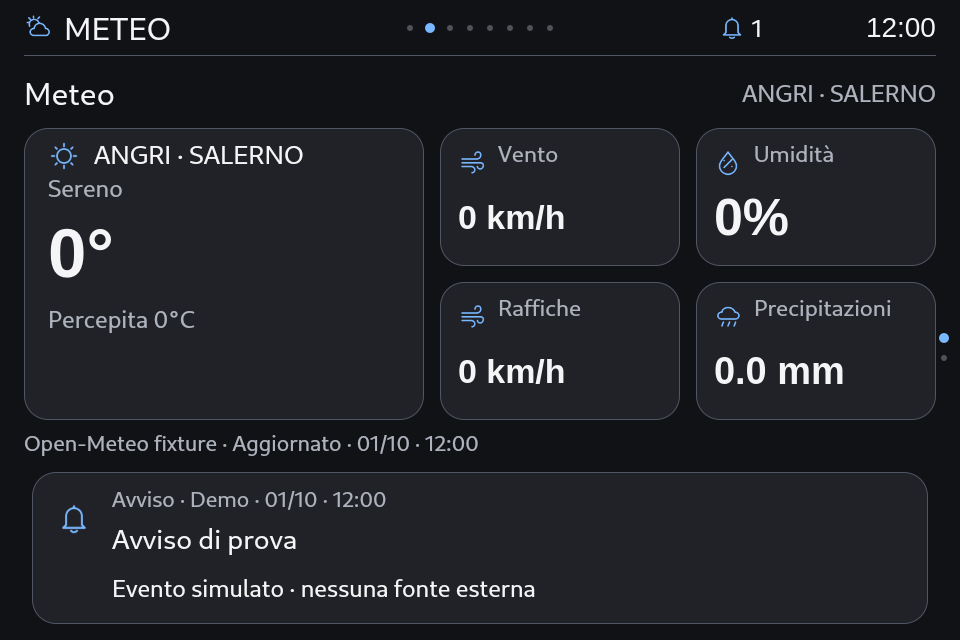 METEO
1
12:00
Meteo
ANGRI · SALERNO
ANGRI · SALERNO
Sereno
0°
Percepita 0°C
Vento
0 km/h
Umidità
0%
Raffiche
0 km/h
Precipitazioni
0.0 mm
Open-Meteo fixture · Aggiornato · 01/10 · 12:00
Avviso · Demo · 01/10 · 12:00
Avviso di prova
Evento simulato · nessuna fonte esterna